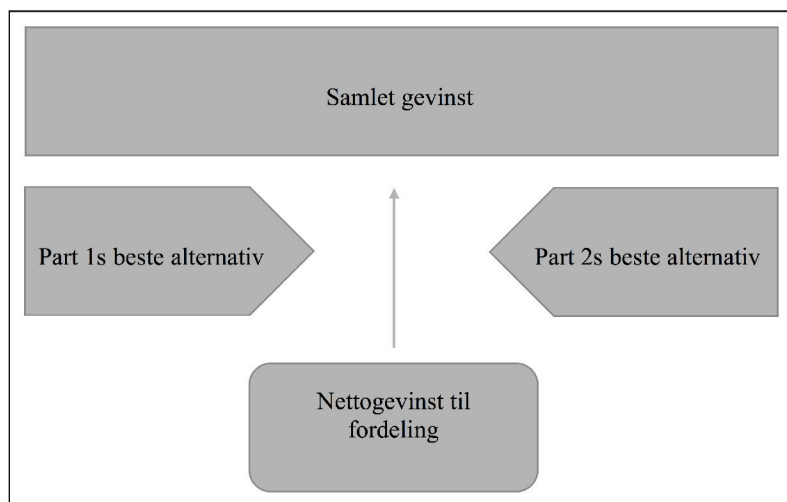 Samlet gevinst
Part 1s beste alternativ
Part 2s beste alternativ
Nettogevinst til
fordeling